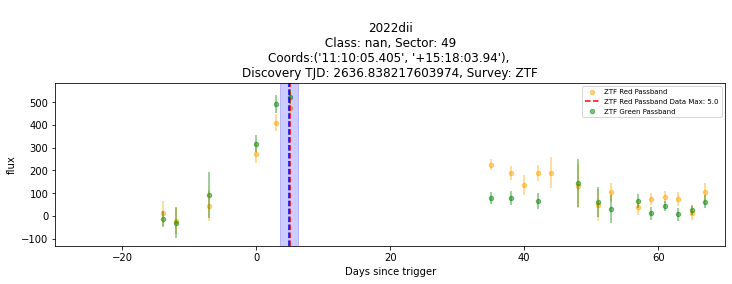 2022dii
Class: nan, Sector: 49
Coords:('11:10:05.405', '+15:18:03.94'),
Discovery TJD: 2636.838217603974, Survey: ZTF
ZTF Red Passband
ZTF Red Passband Data Max: 5.0
ZTF Green Passband
flux
500
400
300
200
100
0
−100
−20
0
20
40
60
Days since trigger